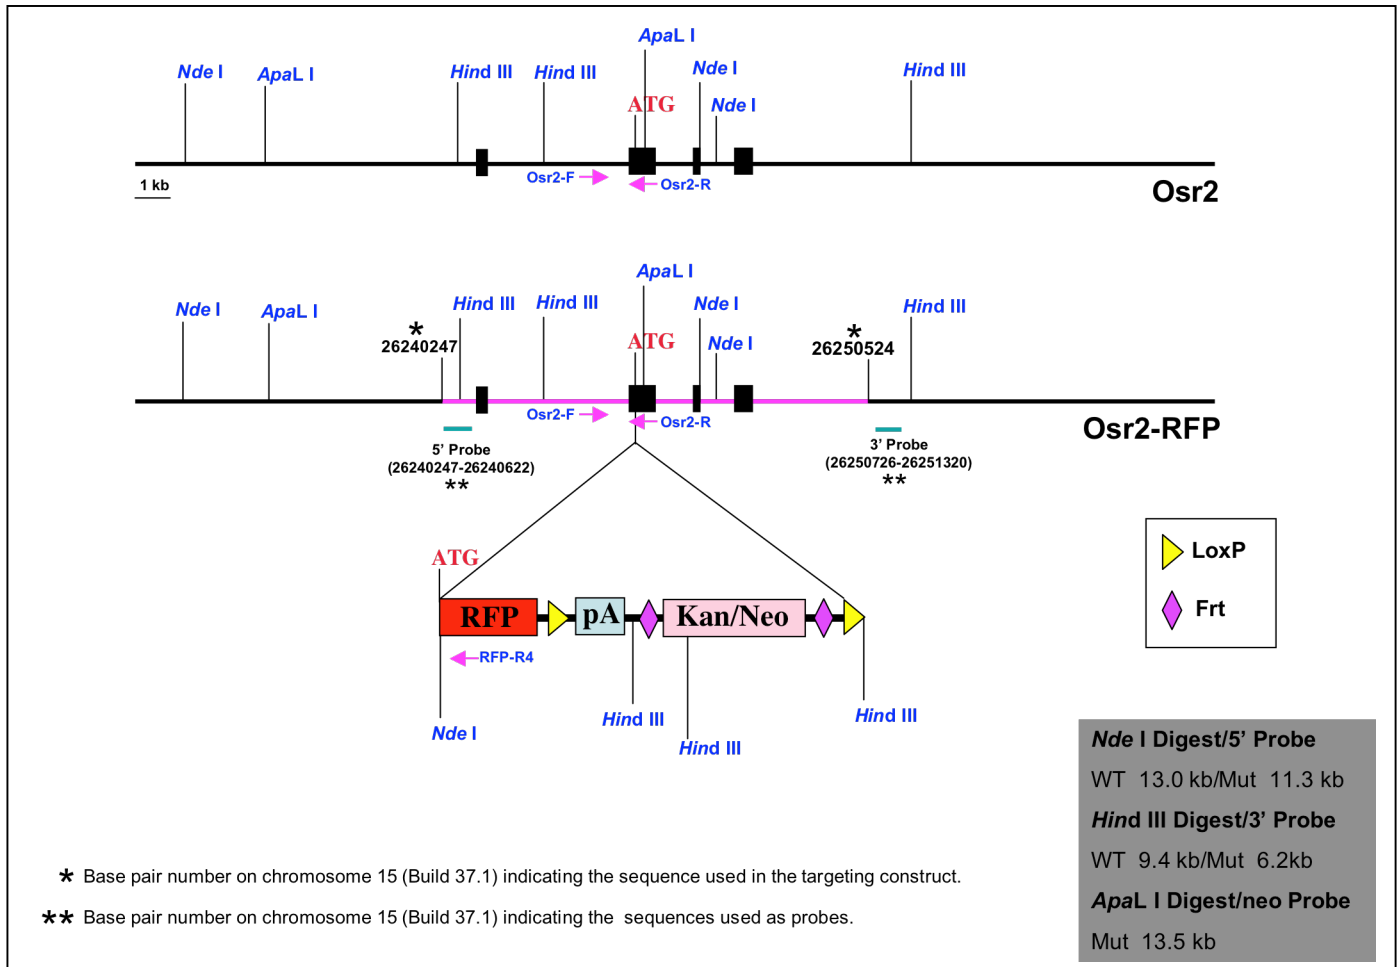 ApaL I
Nde I
ApaL I
Hind III
Hind III
Nde I
Hind III
ATG
Nde I
Osr2-F
Osr2-R
1 kb
Osr2
ApaL I
Nde I
ApaL I
Hind III
Hind III
Nde I
Hind III
*
26240247
ATG
Nde I
*
26250524
Osr2-F
Osr2-R
Osr2-RFP
5’ Probe
(26240247-26240622)
**
3’ Probe
(26250726-26251320)
**
ATG
RFP
pA
Kan/Neo
RFP-R4
Nde I
Hind III
Hind III
Hind III
LoxP
Frt
Nde I Digest/5’ Probe
WT 13.0 kb/Mut 11.3 kb
Hind III Digest/3’ Probe
WT 9.4 kb/Mut 6.2kb
ApaL I Digest/neo Probe
Mut 13.5 kb
* Base pair number on chromosome 15 (Build 37.1) indicating the sequence used in the targeting construct.
** Base pair number on chromosome 15 (Build 37.1) indicating the sequences used as probes.